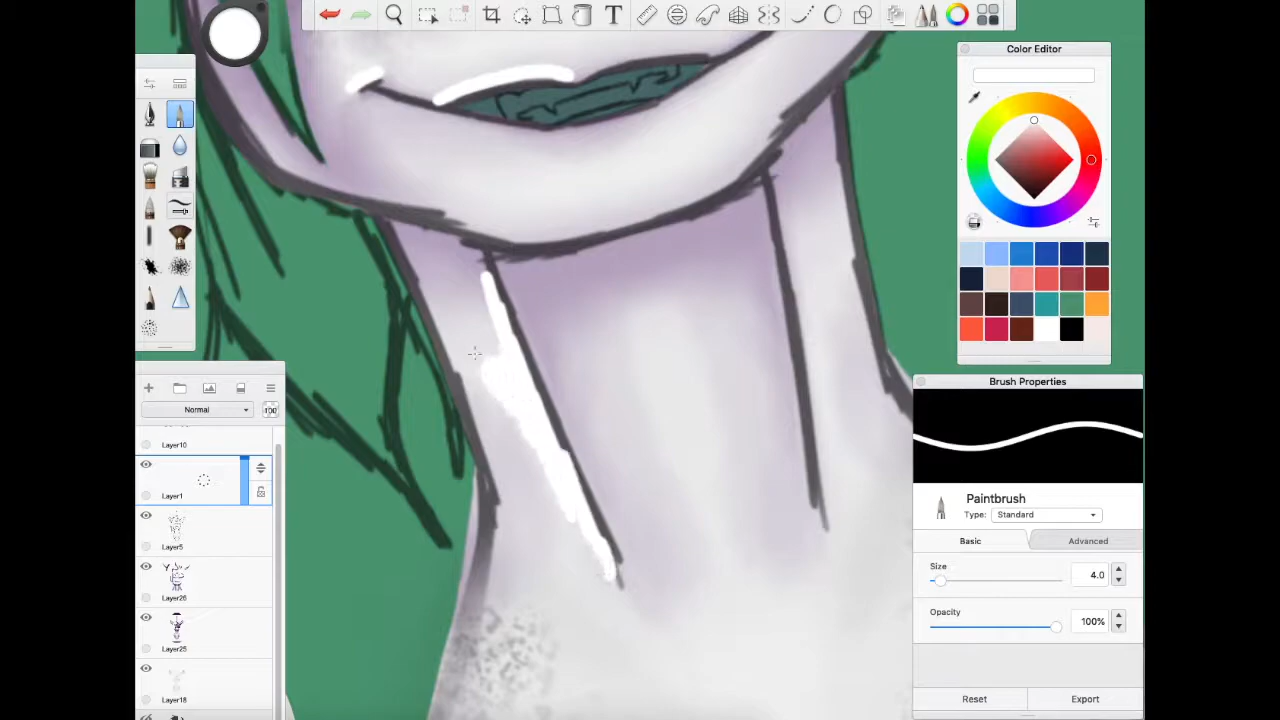 Color Editor
Normal
100
Layer10
Layer1
Layer5
Layer26
Layer25
Layer18
Brush Properties
Paintbrush
Type: Standard
Basic
Advanced
Size
4.0
Opacity
100%
Reset
Export